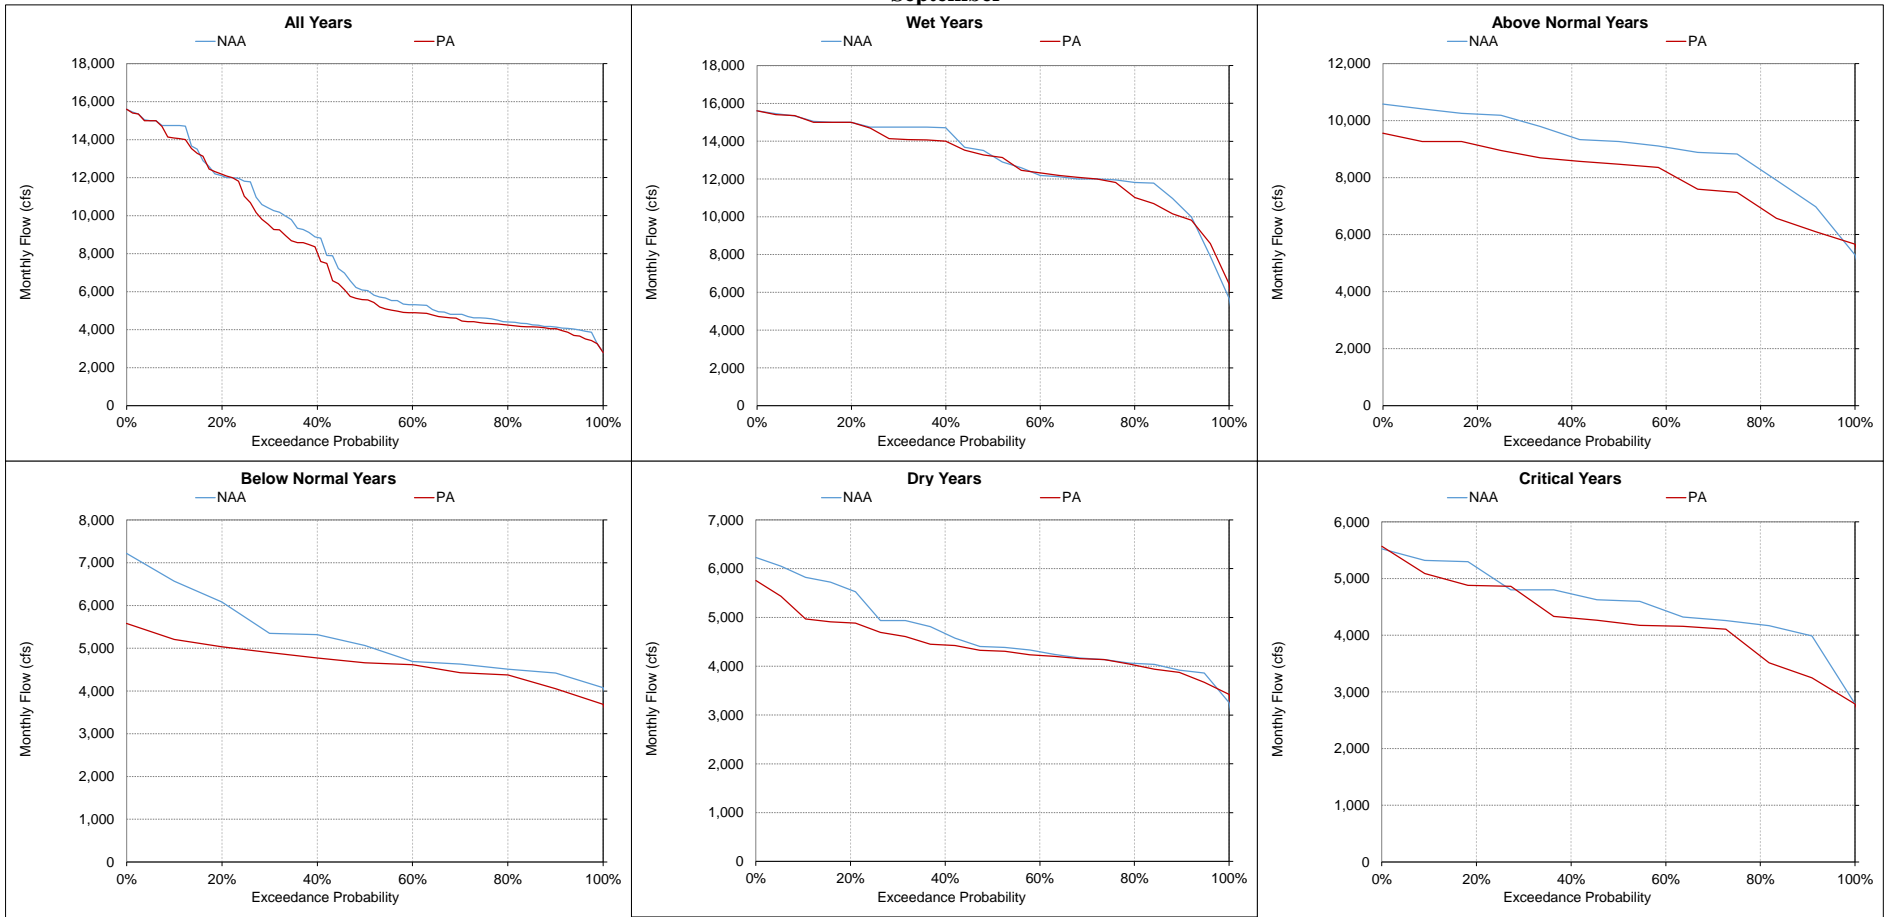 September
All Years
NAA PA
18,000
16,000
14,000
12,000
10,000
8,000
6,000
4,000
2,000
0
Monthly Flow (cfs)
0% 20% 40% 60% 80% 100%
Exceedance Probability
Wet Years
NAA PA
18,000
16,000
14,000
12,000
10,000
8,000
6,000
4,000
2,000
0
Monthly Flow (cfs)
0% 20% 40% 60% 80% 100%
Exceedance Probability
Above Normal Years
NAA PA
12,000
10,000
8,000
6,000
4,000
2,000
0
Monthly Flow (cfs)
0% 20% 40% 60% 80% 100%
Exceedance Probability
Below Normal Years
NAA PA
8,000
7,000
6,000
5,000
4,000
3,000
2,000
1,000
0
Monthly Flow (cfs)
0% 20% 40% 60% 80% 100%
Exceedance Probability
Dry Years
NAA PA
7,000
6,000
5,000
4,000
3,000
2,000
1,000
0
Monthly Flow (cfs)
0% 20% 40% 60% 80% 100%
Exceedance Probability
Critical Years
NAA PA
6,000
5,000
4,000
3,000
2,000
1,000
0
Monthly Flow (cfs)
0% 20% 40% 60% 80% 100%
Exceedance Probability